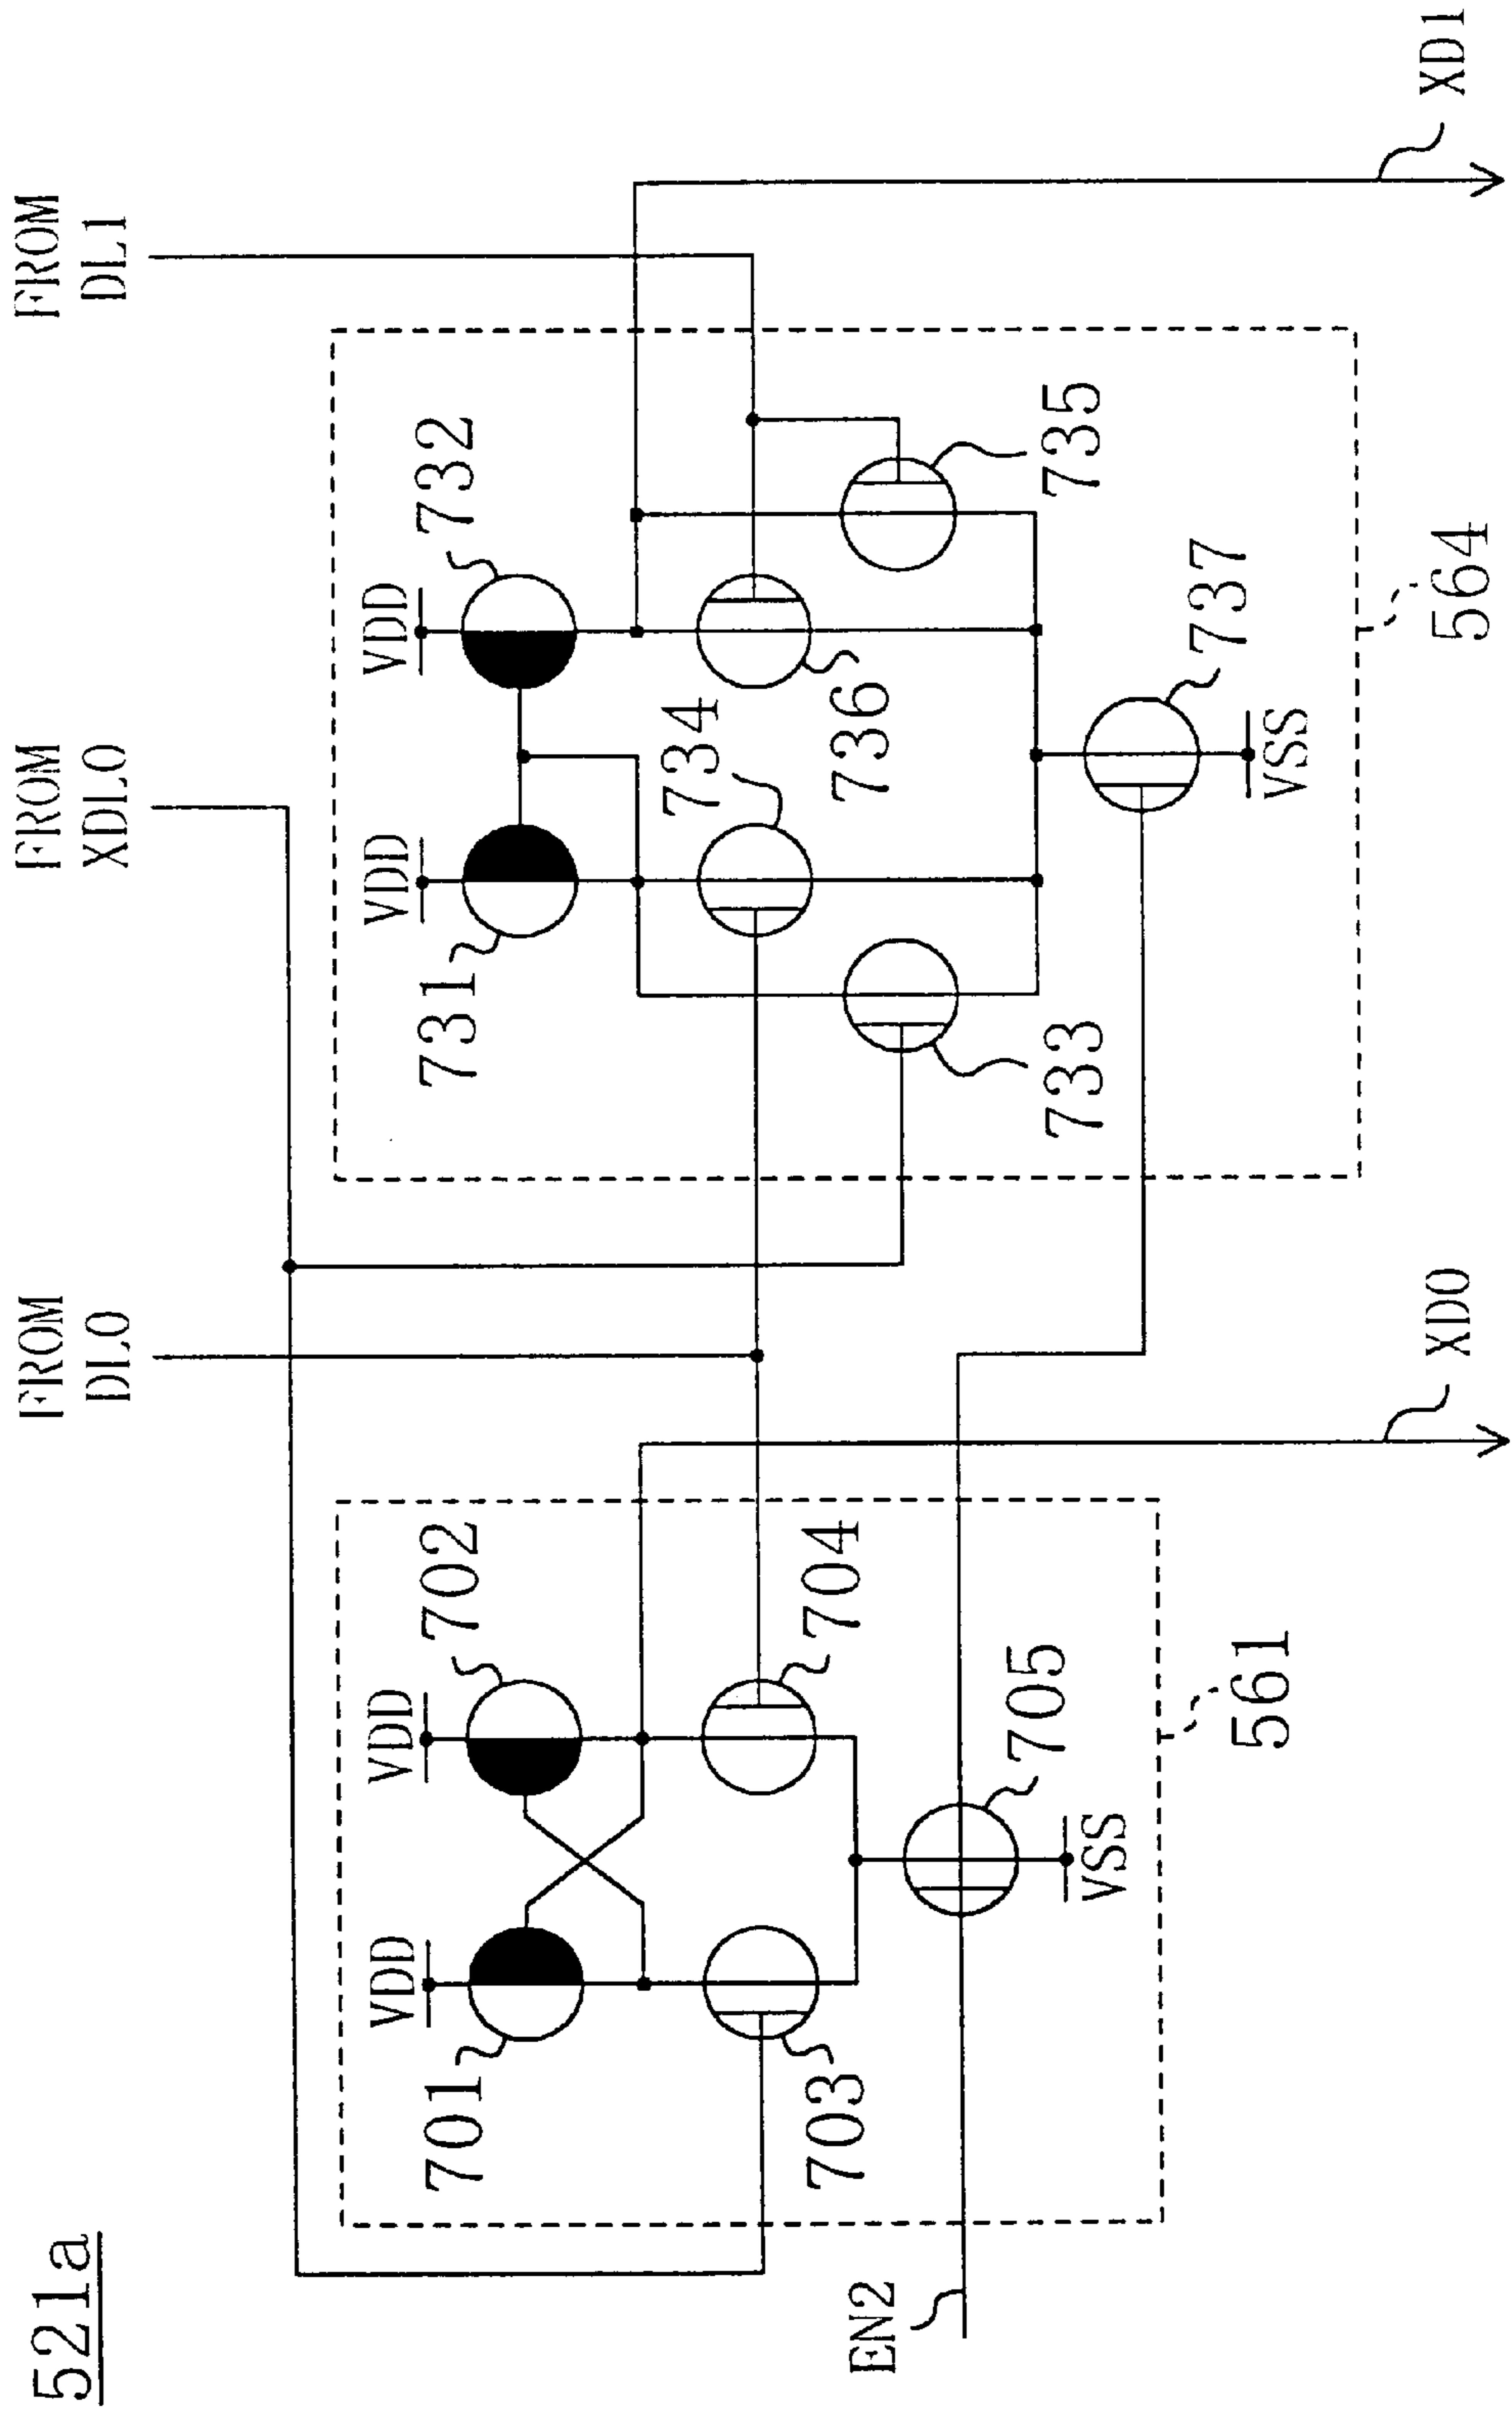 521a
FROM
DL0
FROM
XDL0
FROM
DL1
VDD
VDD
VDD
VDD
701
702
731
732
703
704
734
736
733
735
EN2
705
VSS
737
VSS
561
564
XD0
XD1